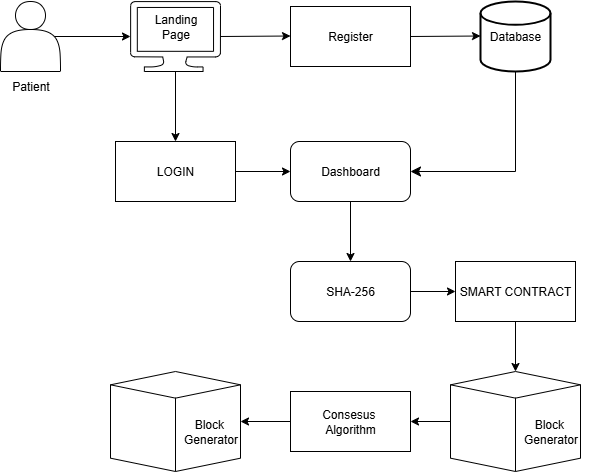 Landing
Page
Register
Database
Patient
LOGIN
Dashboard
SHA-256
SMART CONTRACT
Block
Generator
Consesus
Algorithm
Block
Generator